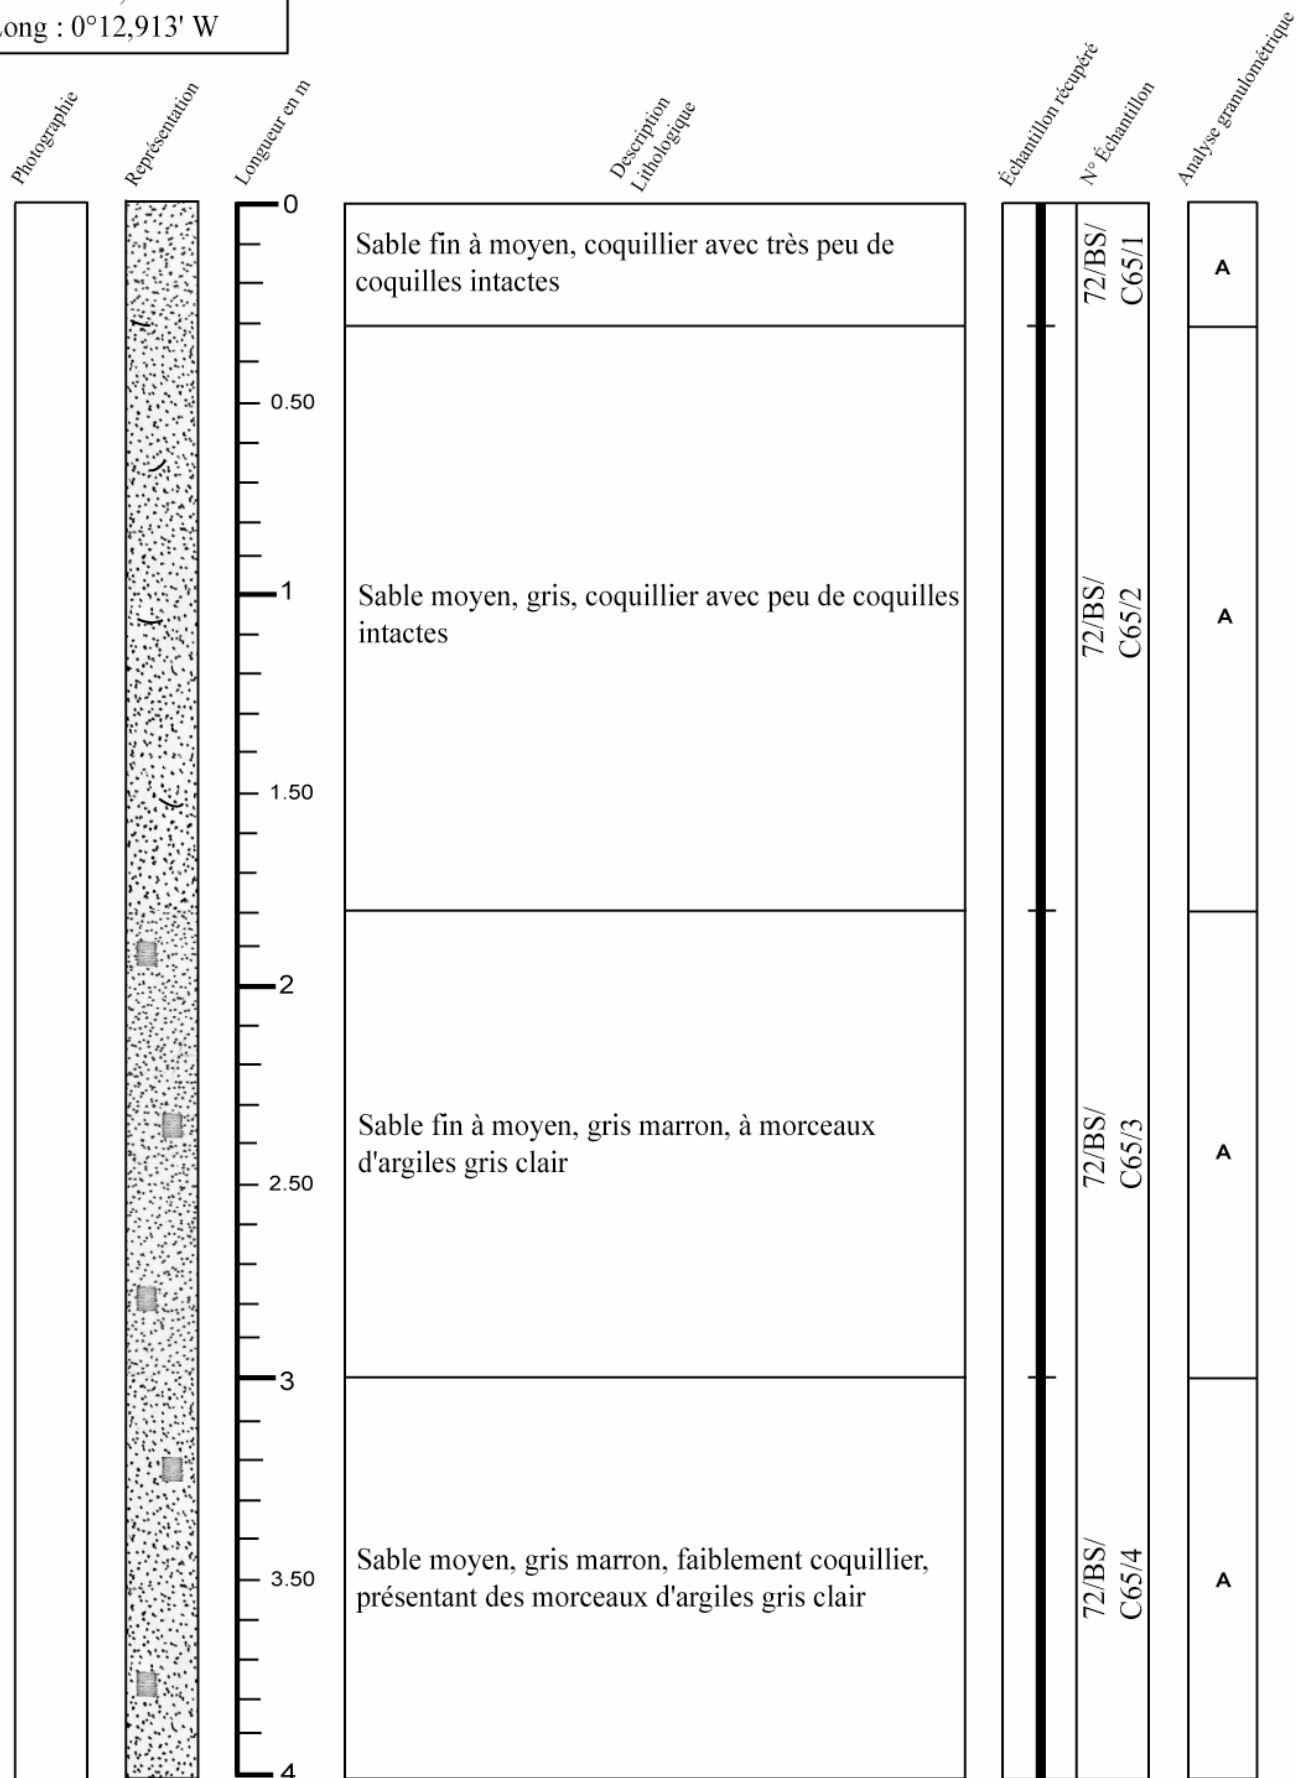 Long : 0°12,913' W
Photographie
Représentation
Longueur en m
Description
Lithologique
Échantillon récupéré
N° Échantillon
Analyse granulométrique
0
Sable fin à moyen, coquillier avec très peu de
coquilles intactes
72/BS/
C65/1
A
0.50
1
Sable moyen, gris, coquillier avec peu de coquilles
intactes
72/BS/
C65/2
A
1.50
2
Sable fin à moyen, gris marron, à morceaux
d'argiles gris clair
72/BS/
C65/3
A
2.50
3
Sable moyen, gris marron, faiblement coquillier,
présentant des morceaux d'argiles gris clair
72/BS/
C65/4
A
3.50
4